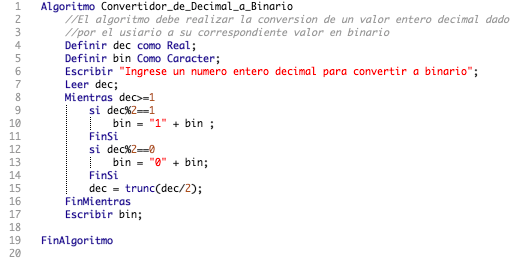 1 Algoritmo Convertidor_de_Decimal_a_Binario
2 //El algoritmo debe realizar la conversion de un valor entero decimal dado
3 //por el usiario a su correspondiente valor en binario
4 Definir dec como Real;
5 Definir bin Como Caracter;
6 Escribir "Ingrese un numero entero decimal para convertir a binario";
7 Leer dec;
8 Mientras dec>=1
9 si dec%2==1
10 bin = "1" + bin ;
11 FinSi
12 si dec%2==0
13 bin = "0" + bin;
14 FinSi
15 dec = trunc(dec/2);
16 FinMientras
17 Escribir bin;
18
19 FinAlgoritmo
20